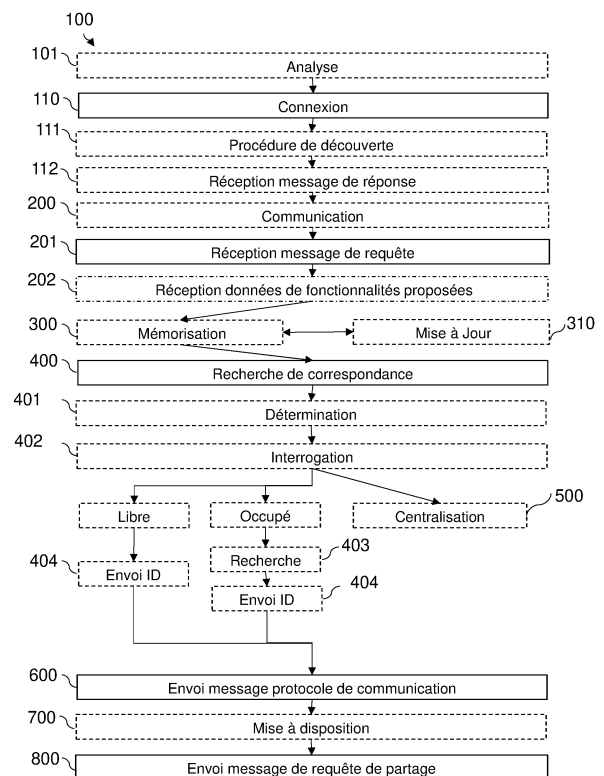 100
101
Analyse
110
Connexion
111
Procédure de découverte
112
Réception message de réponse
200
Communication
201
Réception message de requête
202
Réception données de fonctionnalités proposées
300
Mémorisation
Mise à Jour
310
400
Recherche de correspondance
401
Détermination
402
Interrogation
Libre
Occupé
Centralisation
500
404
Envoi ID
Recherche
403
Envoi ID
404
600
Envoi message protocole de communication
700
Mise à disposition
800
Envoi message de requête de partage